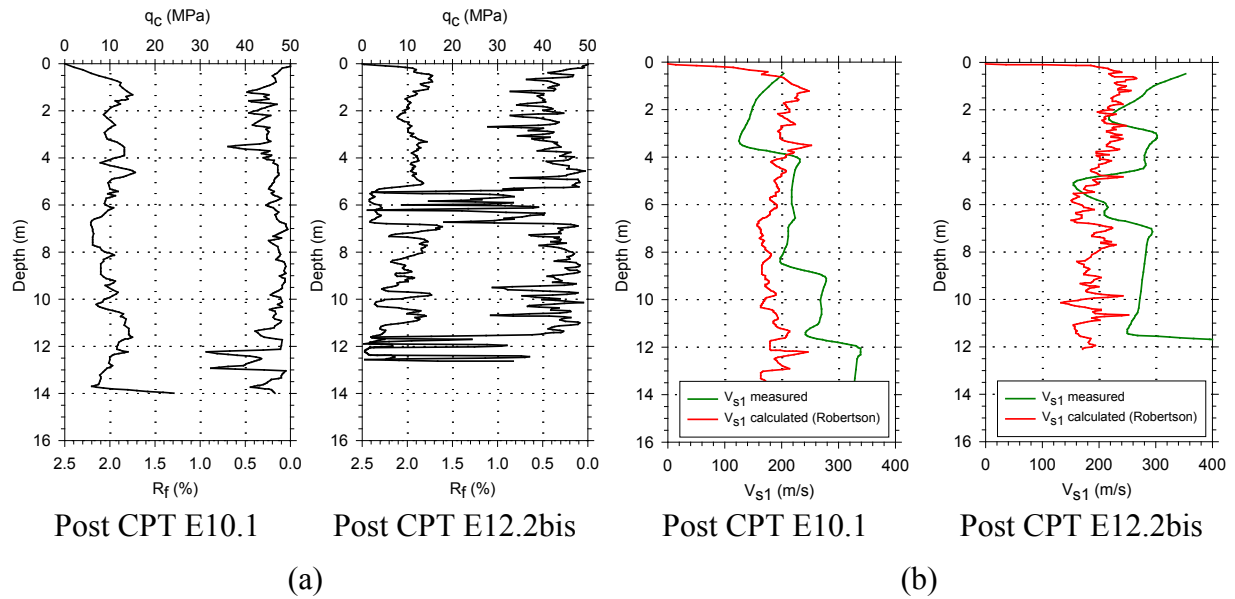 q_c (MPa)
0 10 20 30 40 50
Depth (m)
0
2
4
6
8
10
12
14
16
2.5 2.0 1.5 1.0 0.5 0.0
R_f (%)
Post CPT E10.1
q_c (MPa)
0 10 20 30 40 50
Depth (m)
0
2
4
6
8
10
12
14
16
2.5 2.0 1.5 1.0 0.5 0.0
R_f (%)
Post CPT E12.2bis
(a)
Depth (m)
0
2
4
6
8
10
12
14
16
V_s1 measured
V_s1 calculated (Robertson)
0 100 200 300 400
V_s1 (m/s)
Post CPT E10.1
Depth (m)
0
2
4
6
8
10
12
14
16
V_s1 measured
V_s1 calculated (Robertson)
0 100 200 300 400
V_s1 (m/s)
Post CPT E12.2bis
(b)